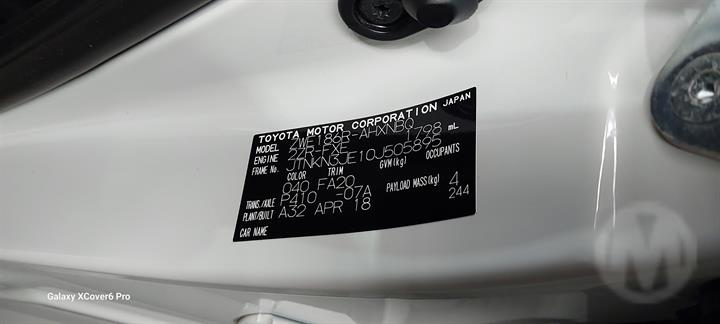 TOYOTA MOTOR CORPORATION JAPAN
MODEL ZWE186R-AHXNBQ
ENGINE 2ZR-FXE 1798 mL
FRAME No. JTNKN3JE10J505895
COLOR TRIM GVM(kg) OCCUPANTS
040 FA20 4
TRANS./AXLE P410 -07A PAYLOAD MASS(kg) 244
PLANT/BUILT A32 APR 18
CAR NAME
Galaxy XCover6 Pro
M